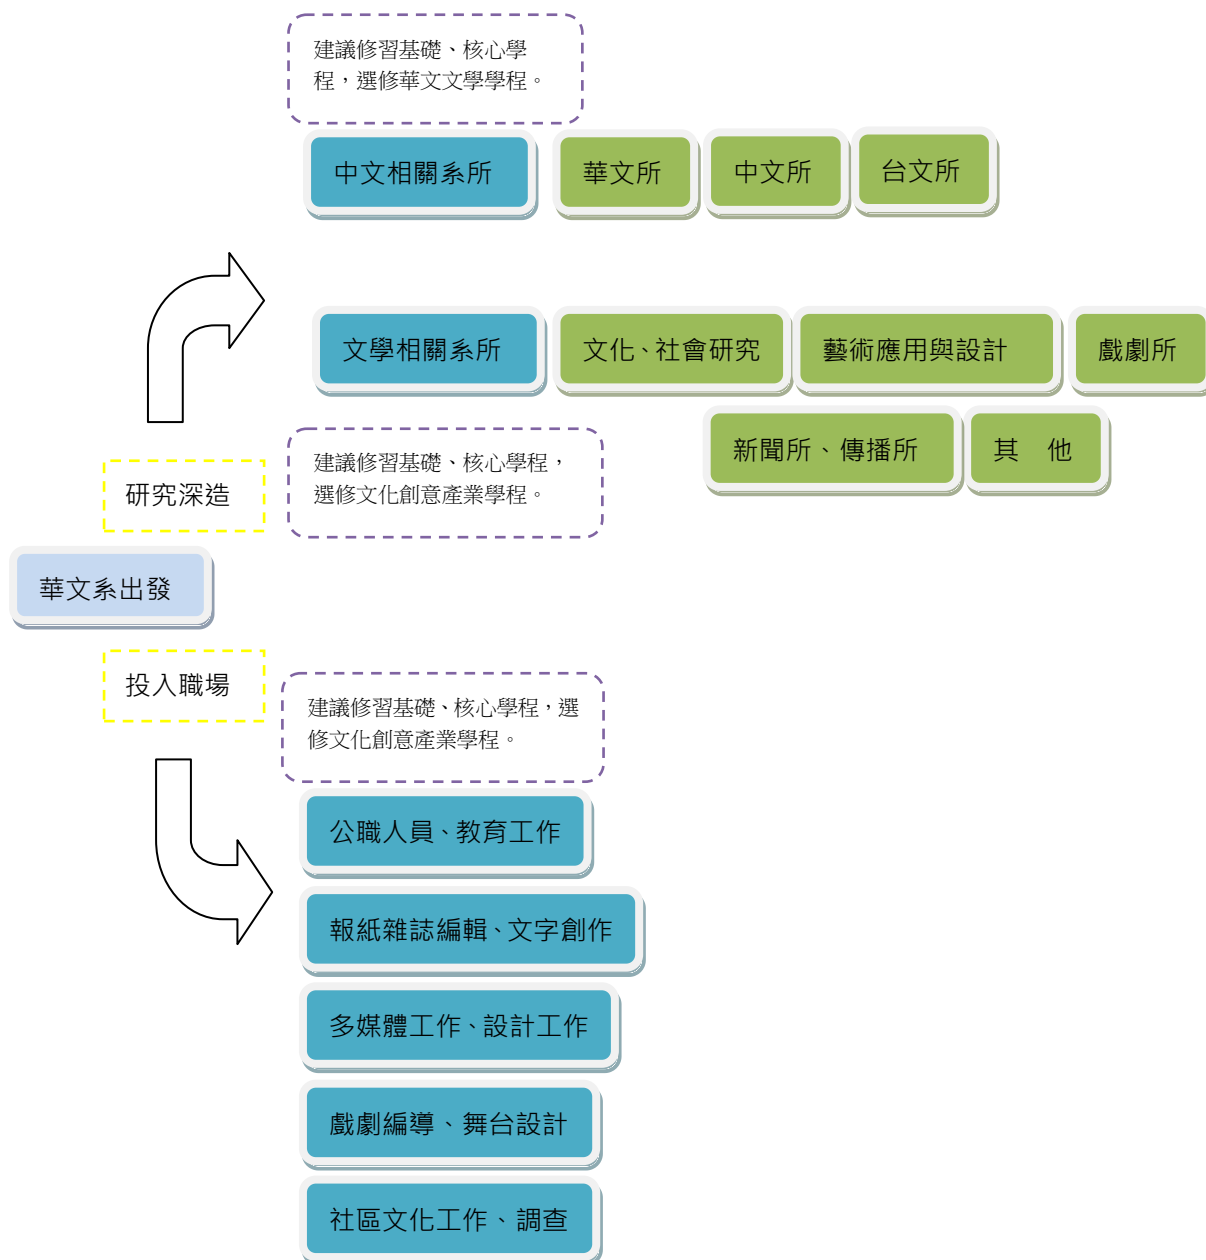 建議修習基礎、核心學
程，選修華文文學學程。
中文相關系所
華文所
中文所
台文所
文學相關系所
文化、社會研究
藝術應用與設計
戲劇所
新聞所、傳播所
其　他
建議修習基礎、核心學程，
選修文化創意產業學程。
研究深造
華文系出發
投入職場
建議修習基礎、核心學程，選
修文化創意產業學程。
公職人員、教育工作
報紙雜誌編輯、文字創作
多媒體工作、設計工作
戲劇編導、舞台設計
社區文化工作、調查